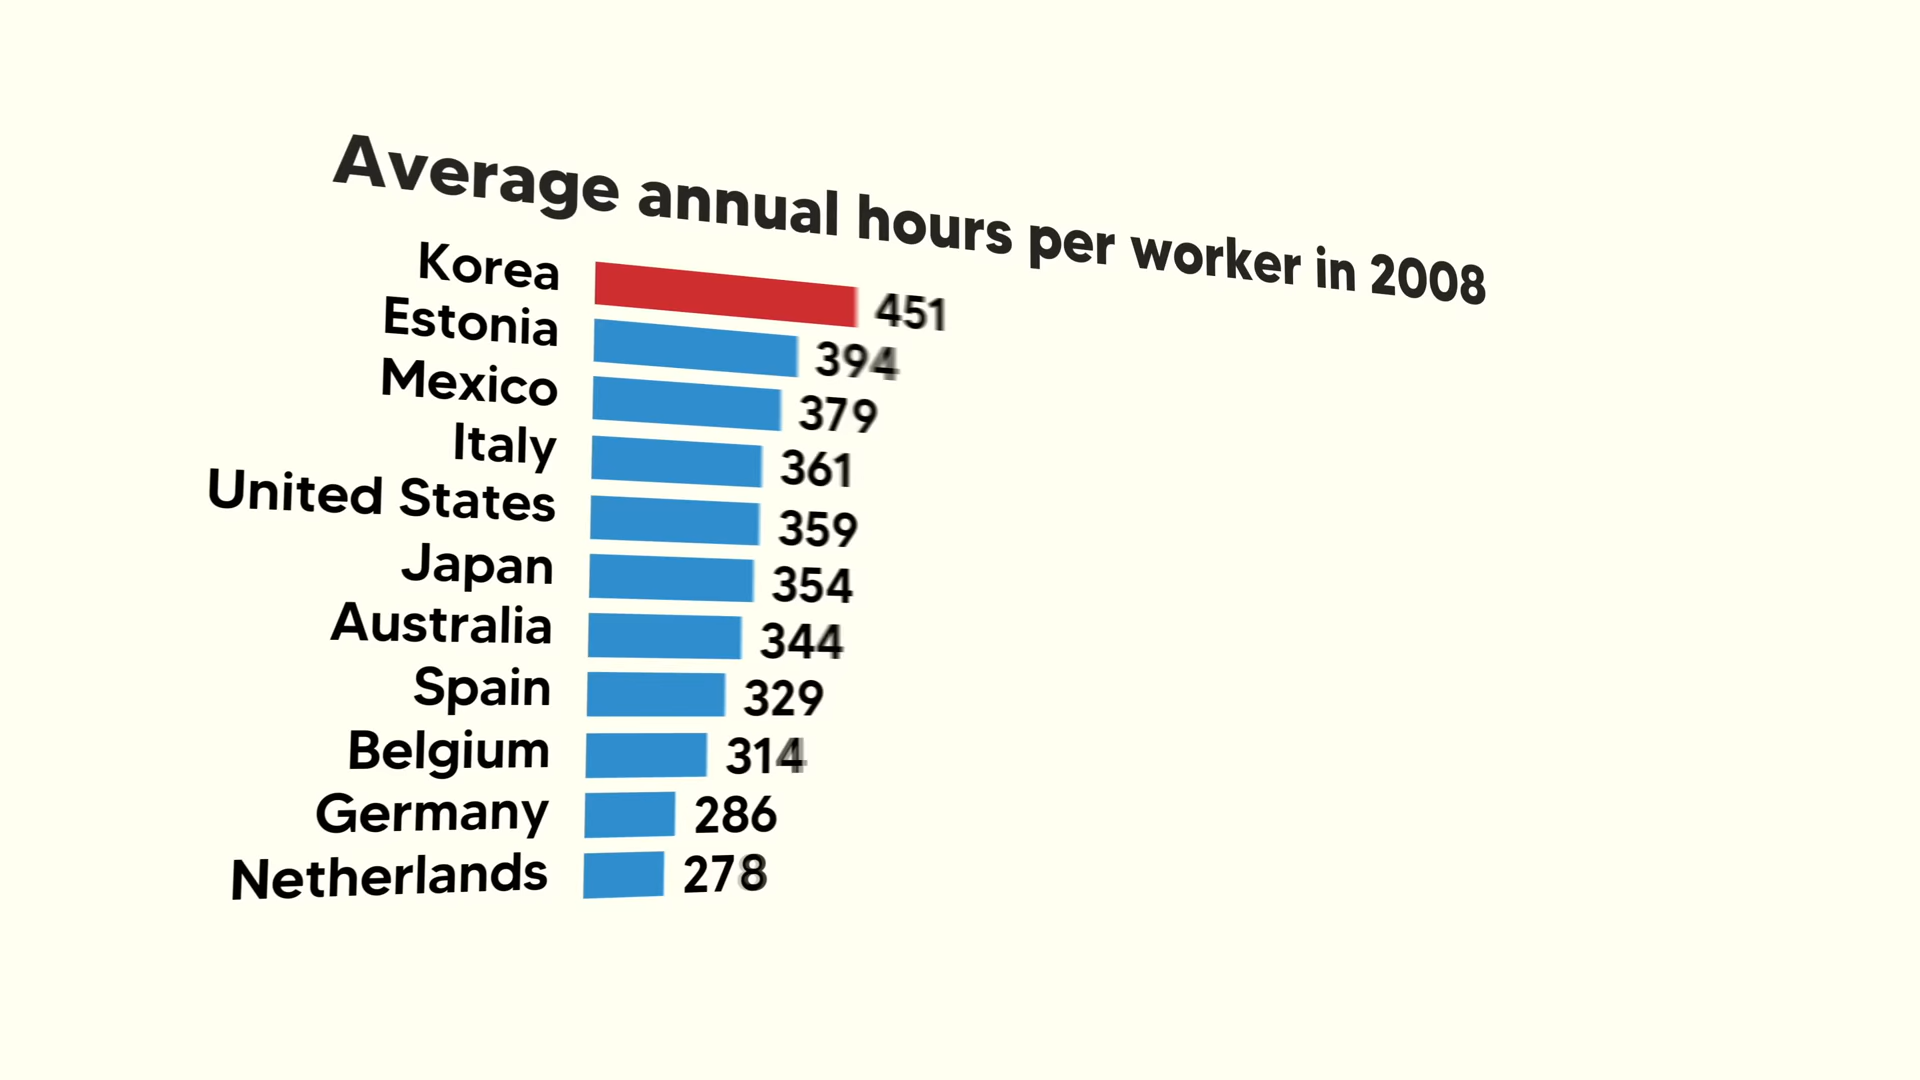 Average annual hours per worker in 2008
Korea 451
Estonia 394
Mexico 379
Italy 361
United States 359
Japan 354
Australia 344
Spain 329
Belgium 314
Germany 286
Netherlands 278